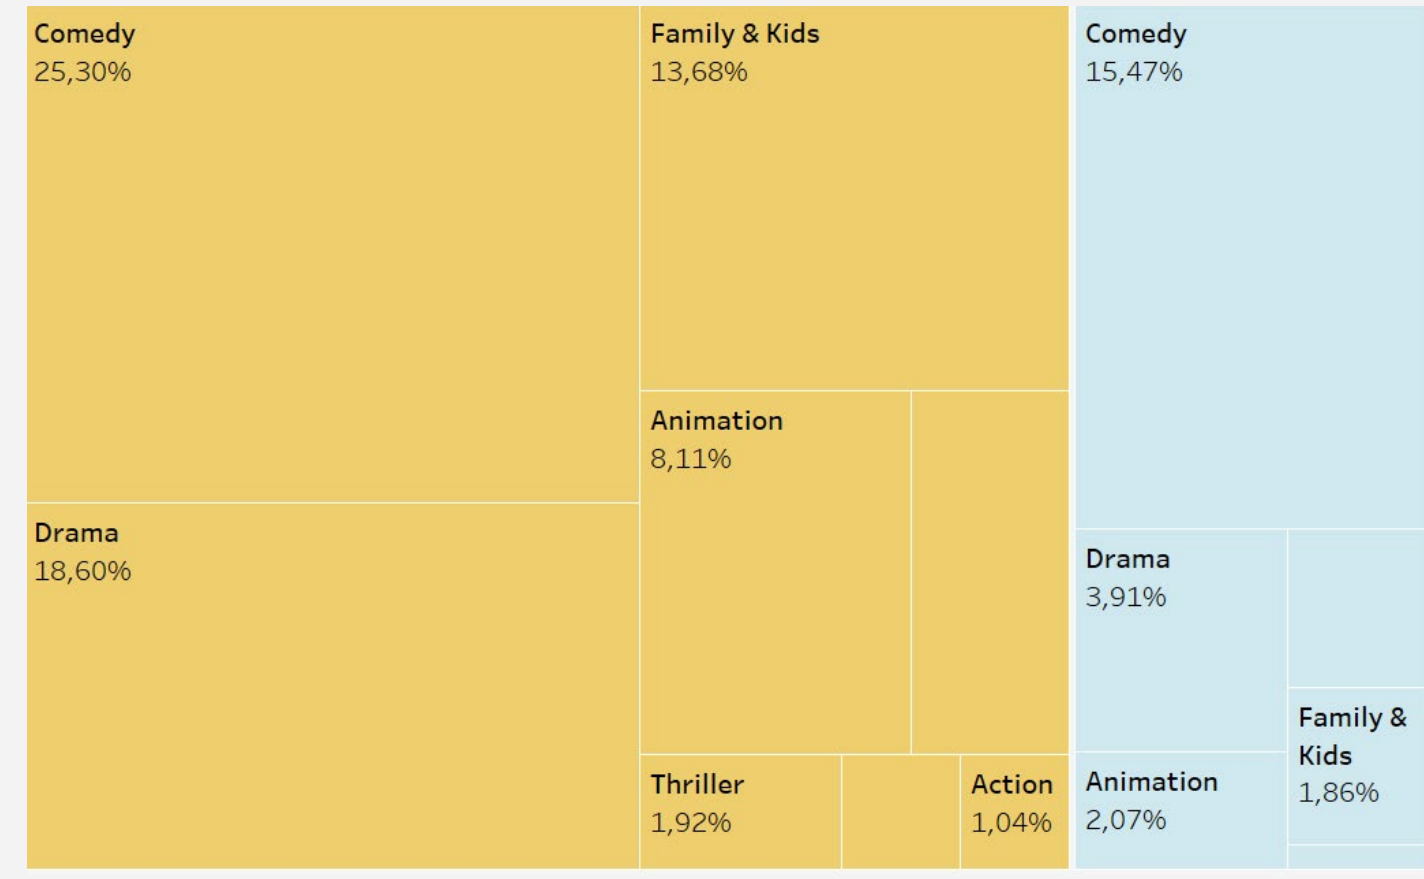 Comedy
25,30%
Drama
18,60%
Family & Kids
13,68%
Animation
8,11%
Thriller
1,92%
Action
1,04%
Comedy
15,47%
Drama
3,91%
Animation
2,07%
Family &
Kids
1,86%